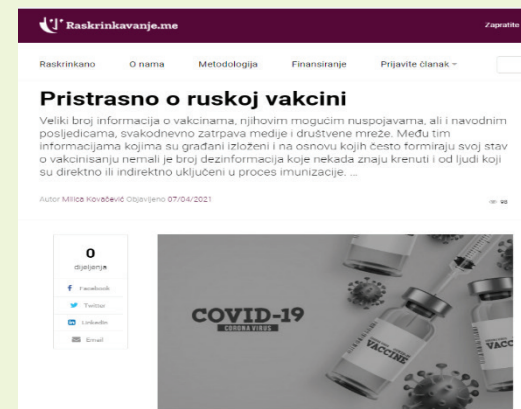 Raskrinkavanje.me
Zapratite
Raskrinkano O nama Metodologija Finansiranje Prijavite članak
Pristrasno o ruskoj vakcini
Veliki broj informacija o vakcinama, njihovim mogućim nuspojavama, ali i navodnim
posljedicama, svakodnevno zatrpava medije i društvene mreže. Među tim
informacijama kojima su građani izloženi i na osnovu kojih često formiraju svoj stav
o vakcinisanju nemali je broj dezinformacija koje nekada znaju krenuti i od ljudi koji
su direktno ili indirektno uključeni u proces imunizacije. ...
Autor Milica Kovačević Objavljeno 07/04/2021
0
dijeljenja
Facebook
Twitter
LinkedIn
Email
COVID-19
CORONA VIRUS
VACCINE
VACC